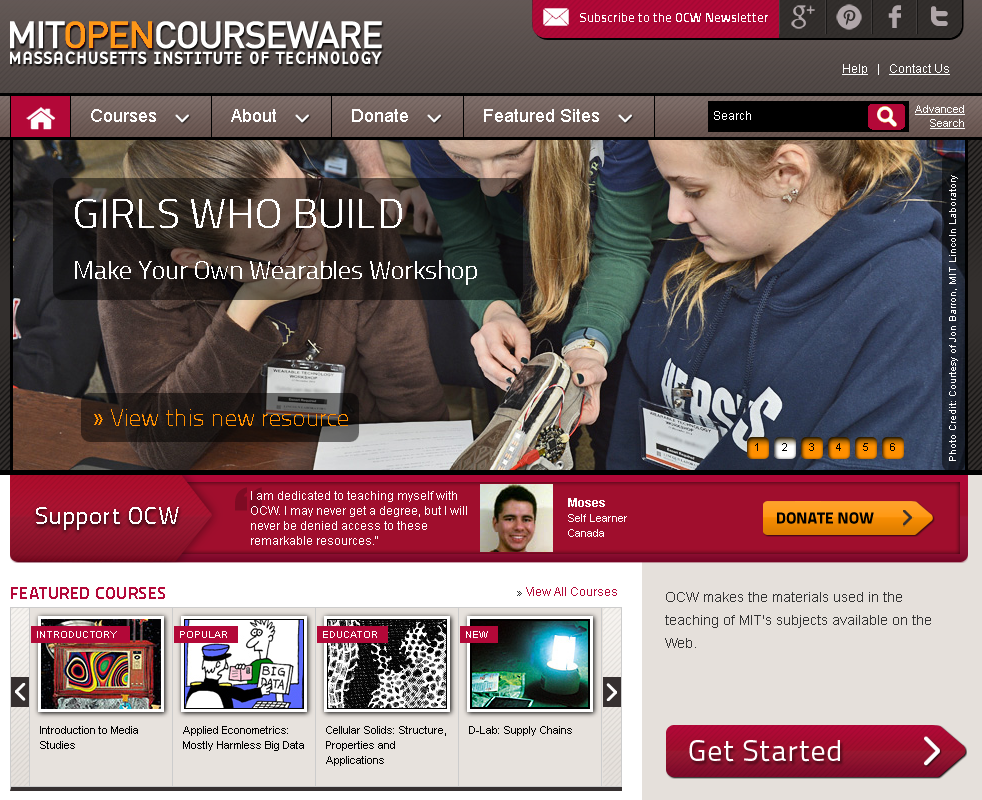 MITOPENCOURSEWARE
MASSACHUSETTS INSTITUTE OF TECHNOLOGY
Subscribe to the OCW Newsletter
Help | Contact Us
Courses
About
Donate
Featured Sites
Search
Advanced
Search
GIRLS WHO BUILD
Make Your Own Wearables Workshop
WEARABLE TECHNOLOGY
WORKSHOP
WEARABLE TECHNOLOGY
WORKSHOP
» View this new resource
1 2 3 4 5 6
Photo Credit: Courtesy of Jon Barron, MIT Lincoln Laboratory
Support OCW
I am dedicated to teaching myself with
OCW. I may never get a degree, but I will
never be denied access to these
remarkable resources."
Moses
Self Learner
Canada
DONATE NOW
FEATURED COURSES
» View All Courses
INTRODUCTORY
POPULAR
EDUCATOR
NEW
BIG
DATA
Introduction to Media
Studies
Applied Econometrics:
Mostly Harmless Big Data
Cellular Solids: Structure,
Properties and
Applications
D-Lab: Supply Chains
OCW makes the materials used in the
teaching of MIT's subjects available on the
Web.
Get Started